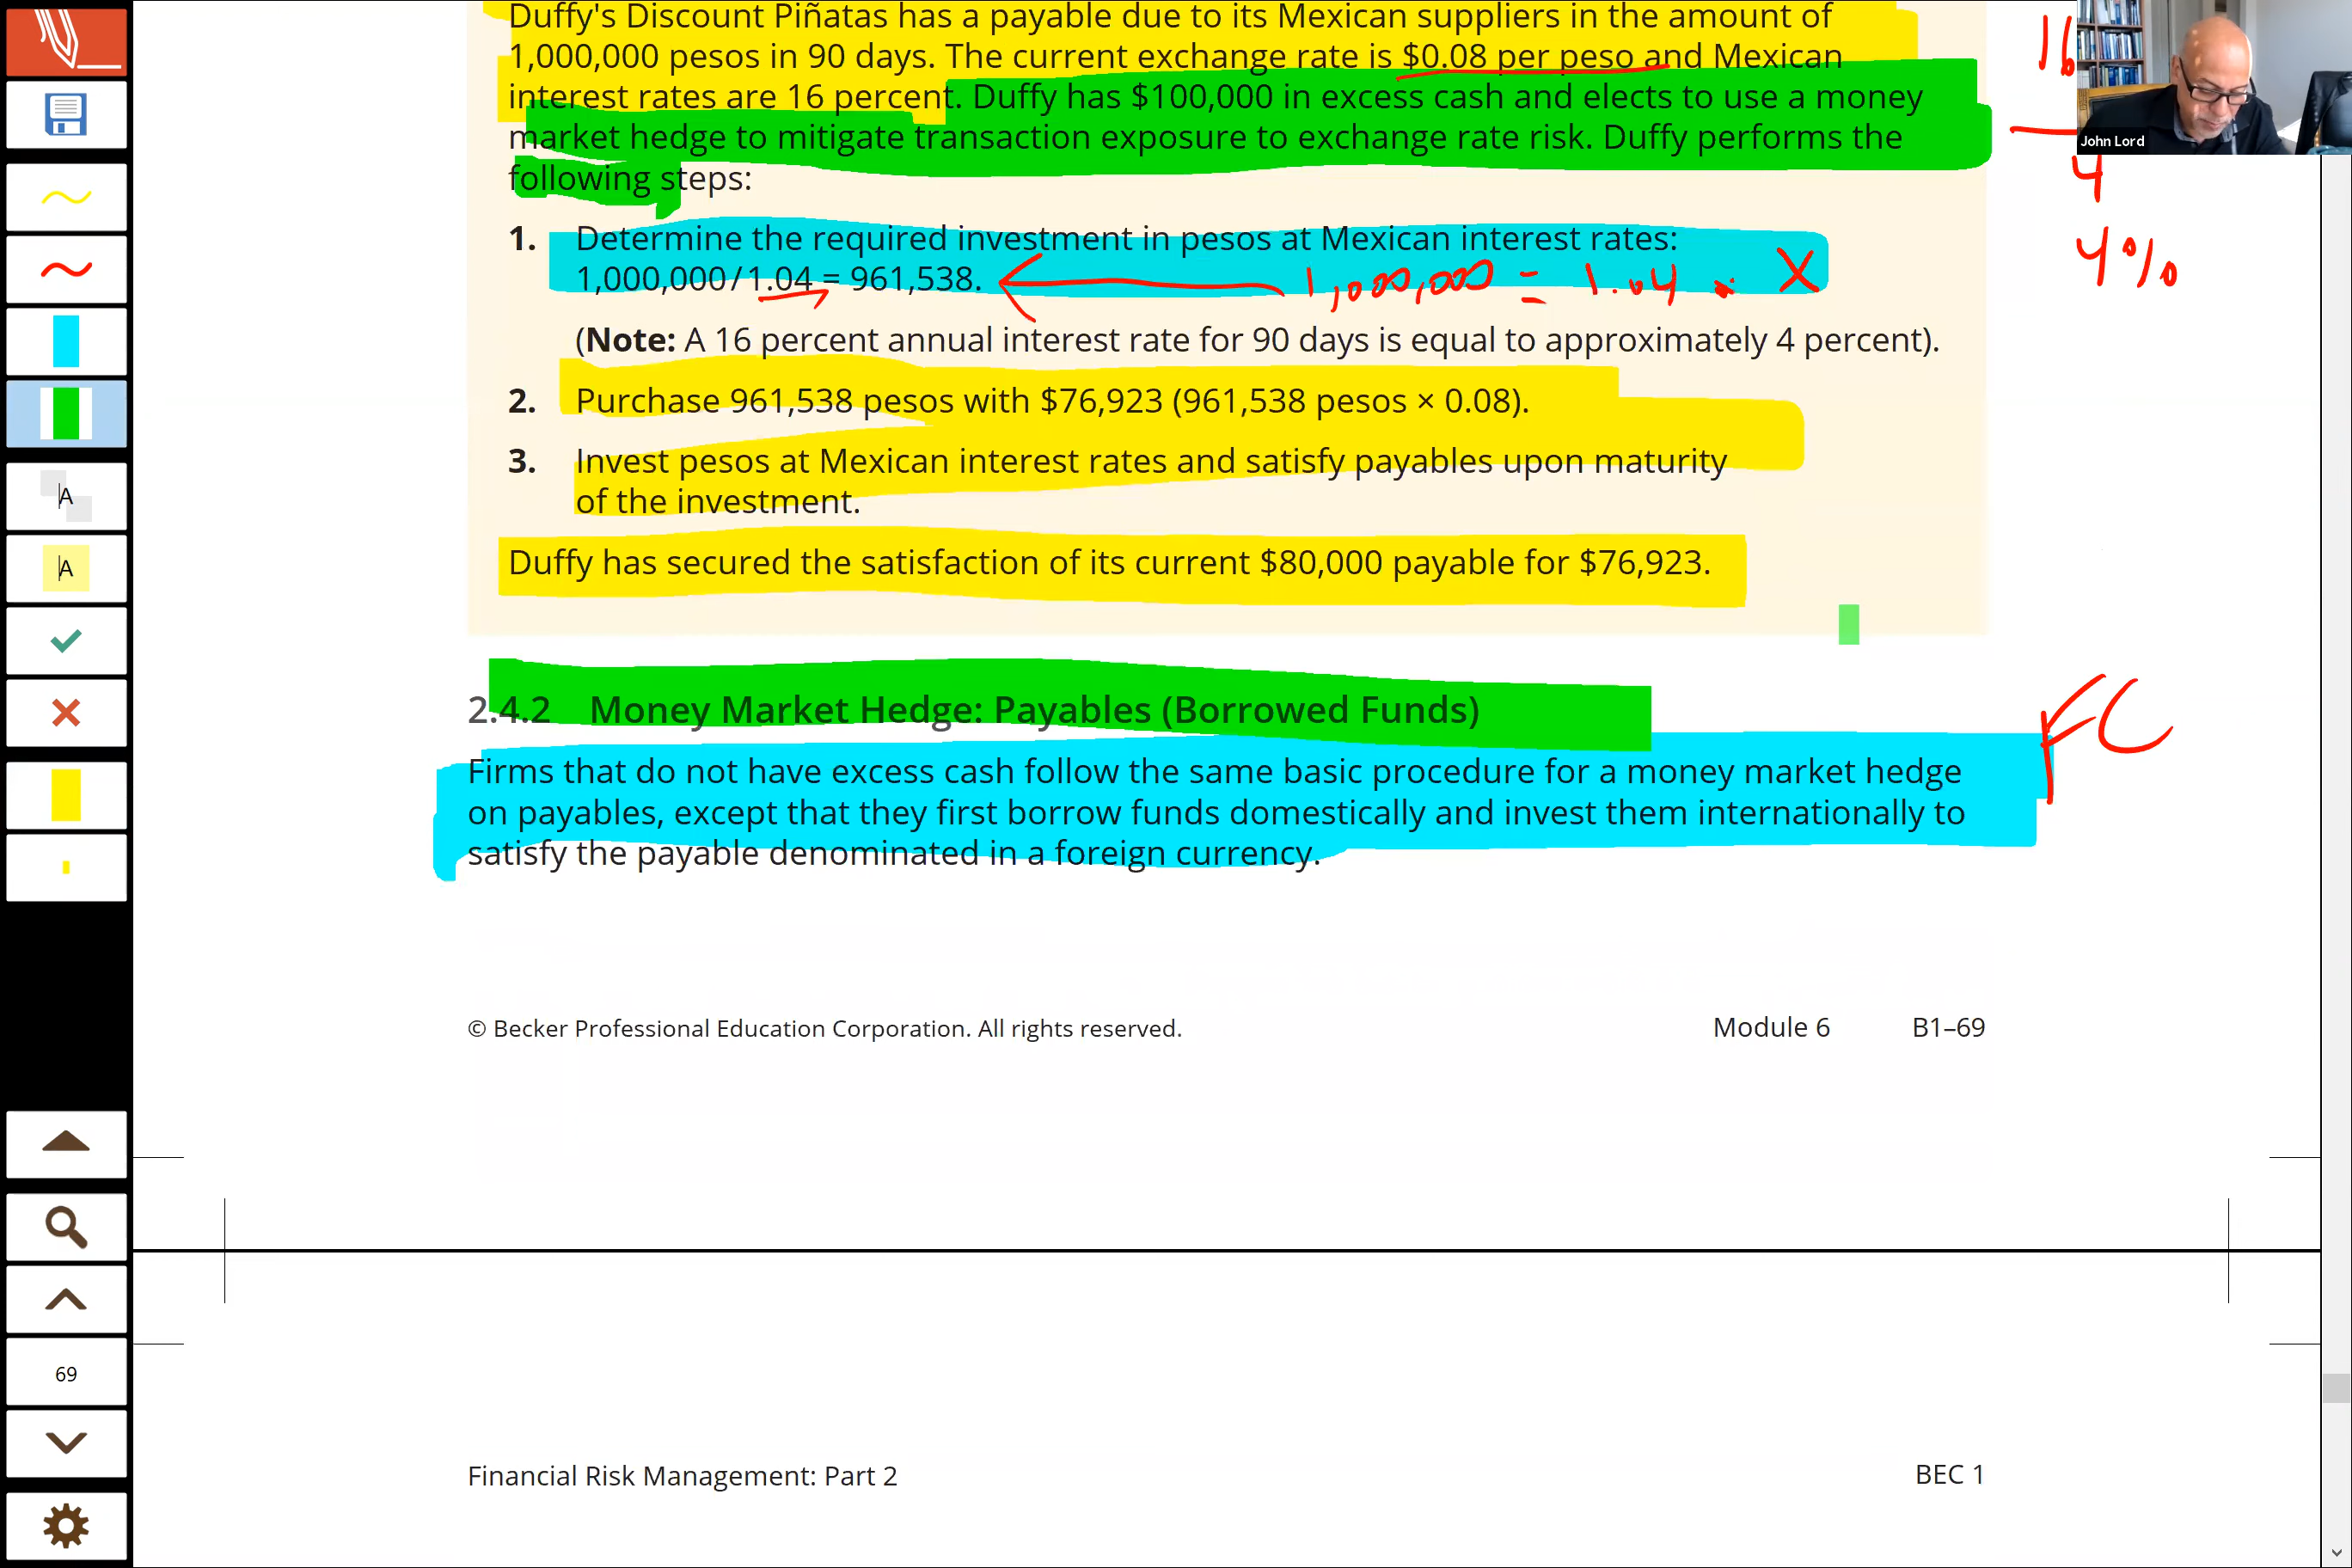 Duffy's Discount Piñatas has a payable due to its Mexican suppliers in the amount of
1,000,000 pesos in 90 days. The current exchange rate is $0.08 per peso and Mexican
interest rates are 16 percent. Duffy has $100,000 in excess cash and elects to use a money
market hedge to mitigate transaction exposure to exchange rate risk. Duffy performs the
following steps:
16
4
4%
John Lord
1. Determine the required investment in pesos at Mexican interest rates:
1,000,000/1.04 = 961,538. 1,000,000 = 1.04 × X
(Note: A 16 percent annual interest rate for 90 days is equal to approximately 4 percent).
2. Purchase 961,538 pesos with $76,923 (961,538 pesos × 0.08).
3. Invest pesos at Mexican interest rates and satisfy payables upon maturity
of the investment.
Duffy has secured the satisfaction of its current $80,000 payable for $76,923.
2.4.2 Money Market Hedge: Payables (Borrowed Funds)
FC
Firms that do not have excess cash follow the same basic procedure for a money market hedge
on payables, except that they first borrow funds domestically and invest them internationally to
satisfy the payable denominated in a foreign currency.
© Becker Professional Education Corporation. All rights reserved. Module 6 B1–69
Financial Risk Management: Part 2 BEC 1
A
A
69